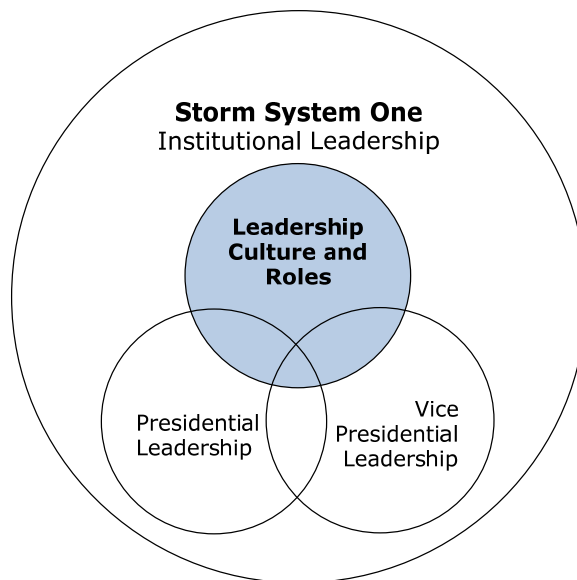 Storm System One
Institutional Leadership
Leadership
Culture and
Roles
Presidential
Leadership
Vice
Presidential
Leadership